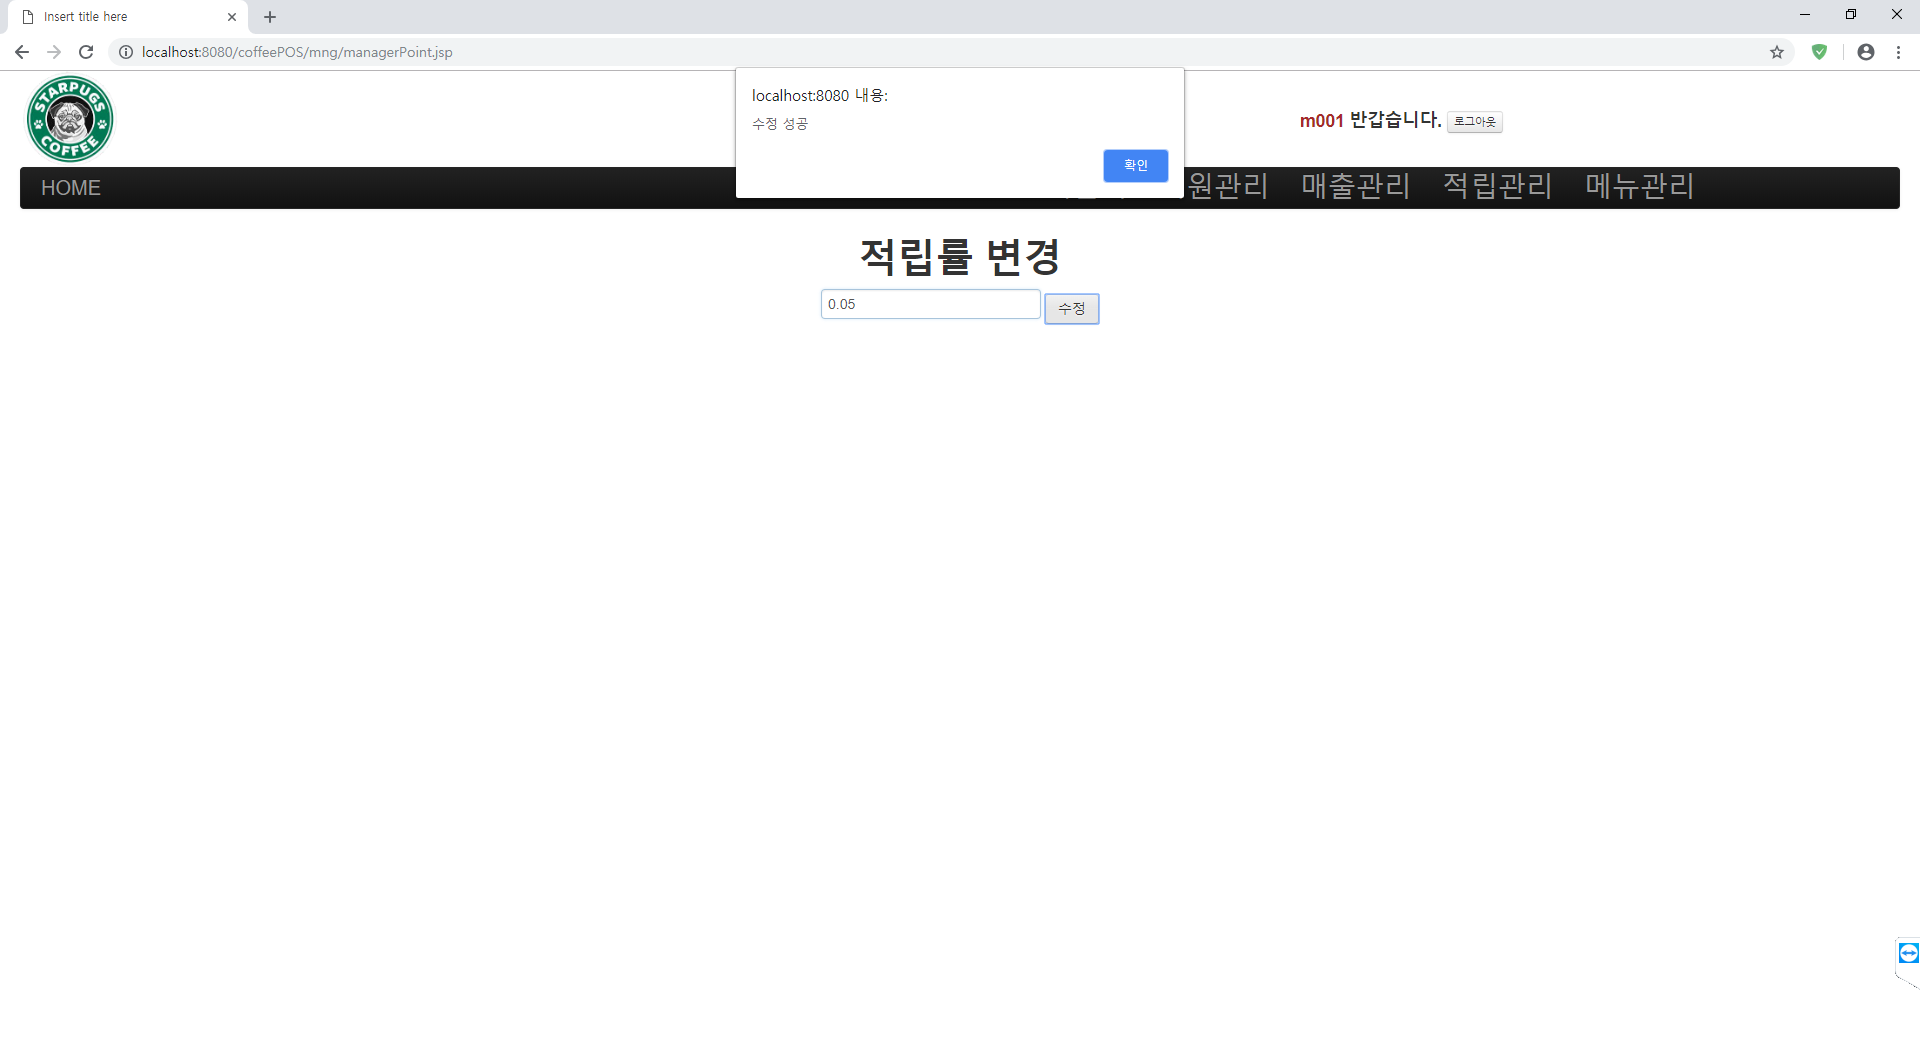 Insert title here
localhost:8080/coffeePOS/mng/managerPoint.jsp
STARPUGS
COFFEE
localhost:8080 내용:
수정 성공
확인
m001 반갑습니다. 로그아웃
HOME 원관리 매출관리 적립관리 메뉴관리
적립률 변경
0.05 수정